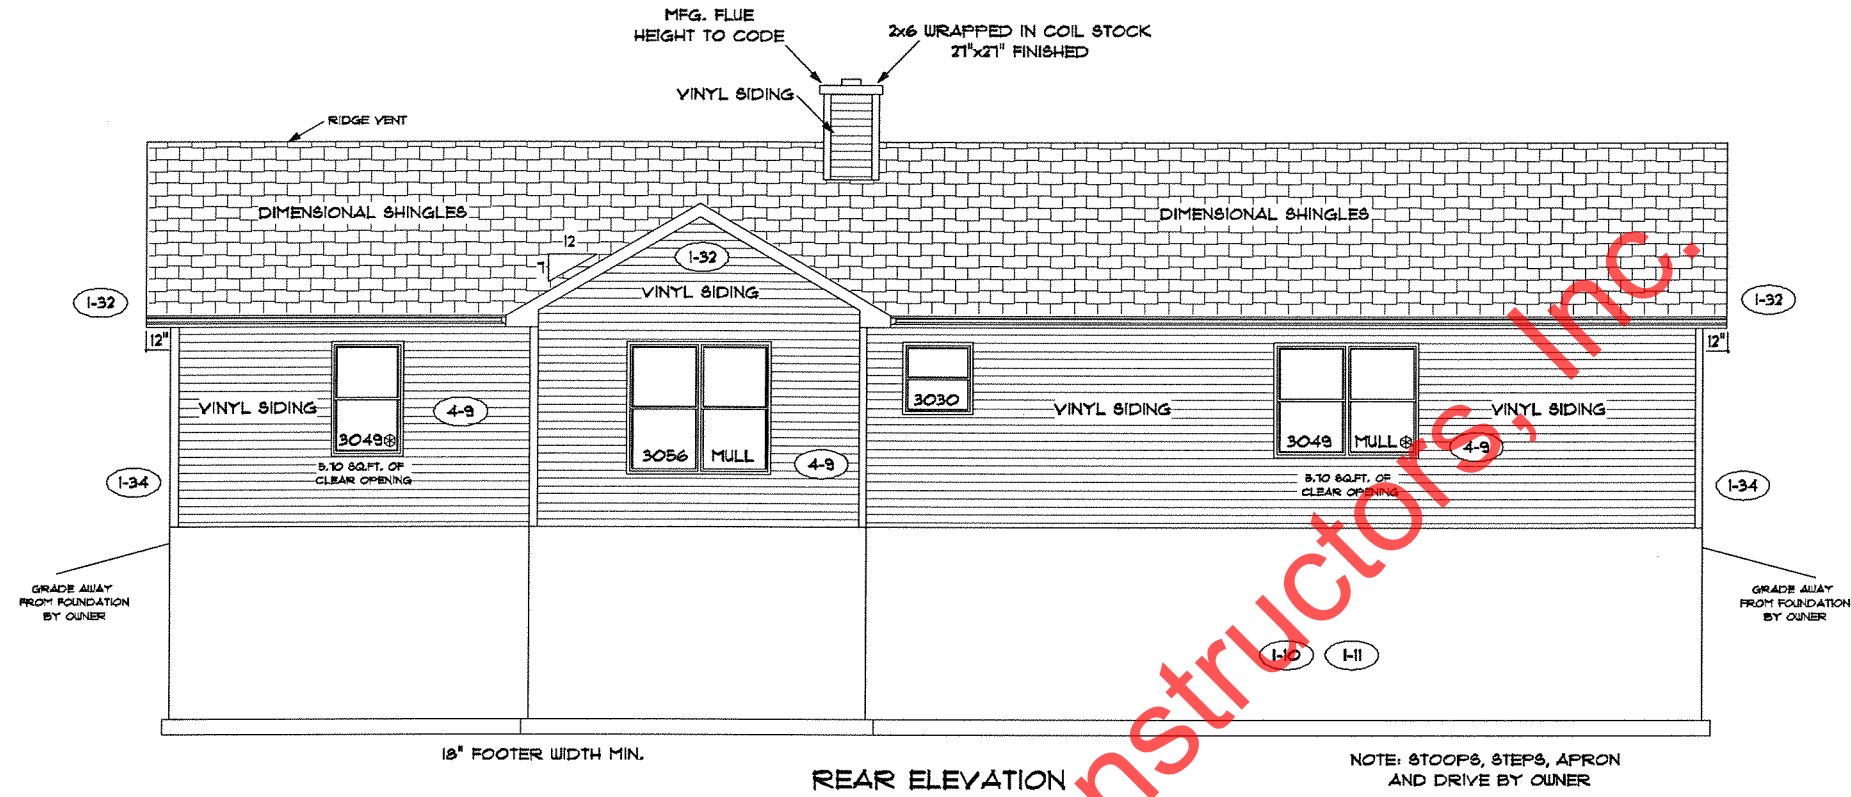 MFG. FLUE
HEIGHT TO CODE
2x6 WRAPPED IN COIL STOCK
21"x21" FINISHED
VINYL SIDING
RIDGE VENT
DIMENSIONAL SHINGLES
DIMENSIONAL SHINGLES
12
7
1-32
VINYL SIDING
1-32
1-32
12"
12"
VINYL SIDING
4-9
3049
3030
VINYL SIDING
VINYL SIDING
3056 MULL
4-9
3049 MULL
4-9
5.70 SQ.FT. OF
CLEAR OPENING
5.70 SQ.FT. OF
CLEAR OPENING
1-34
1-34
GRADE AWAY
FROM FOUNDATION
BY OWNER
GRADE AWAY
FROM FOUNDATION
BY OWNER
1-10 1-11
18" FOOTER WIDTH MIN.
REAR ELEVATION
NOTE: STOOPS, STEPS, APRON
AND DRIVE BY OWNER
nstructors, Inc.